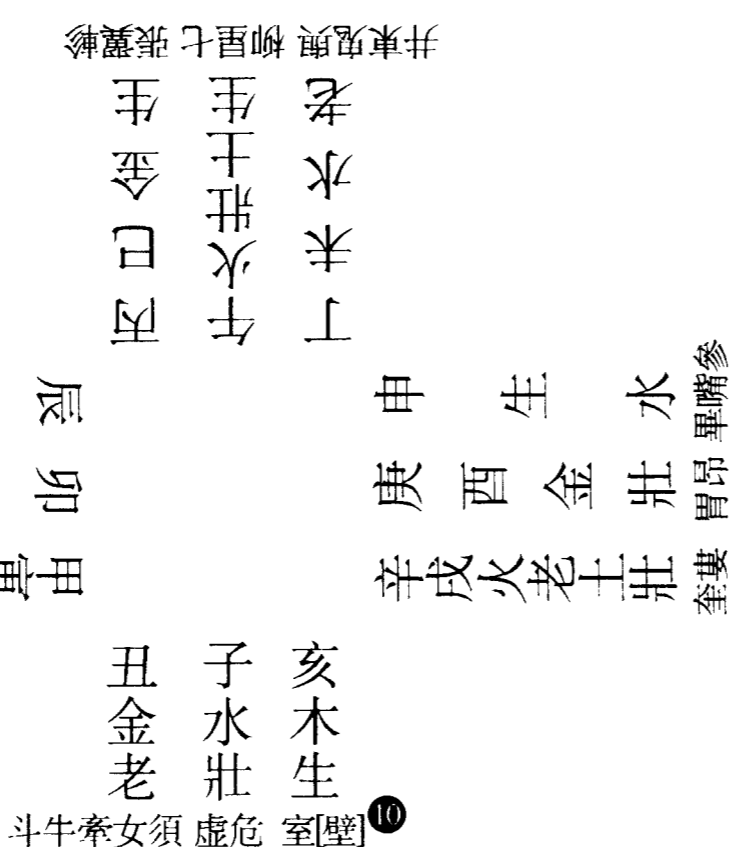 井東鬼輿 柳星七 張翼軫
丁未水老
午火壯土生
丙巳金生
辰
卯
甲寅
申生水
庚酉金壯
辛戌火老土壯
奎婁 胃昴 畢嘴參
丑金老
子水壯
亥木生
斗牛牽女須 虛危 室[壁]⑩